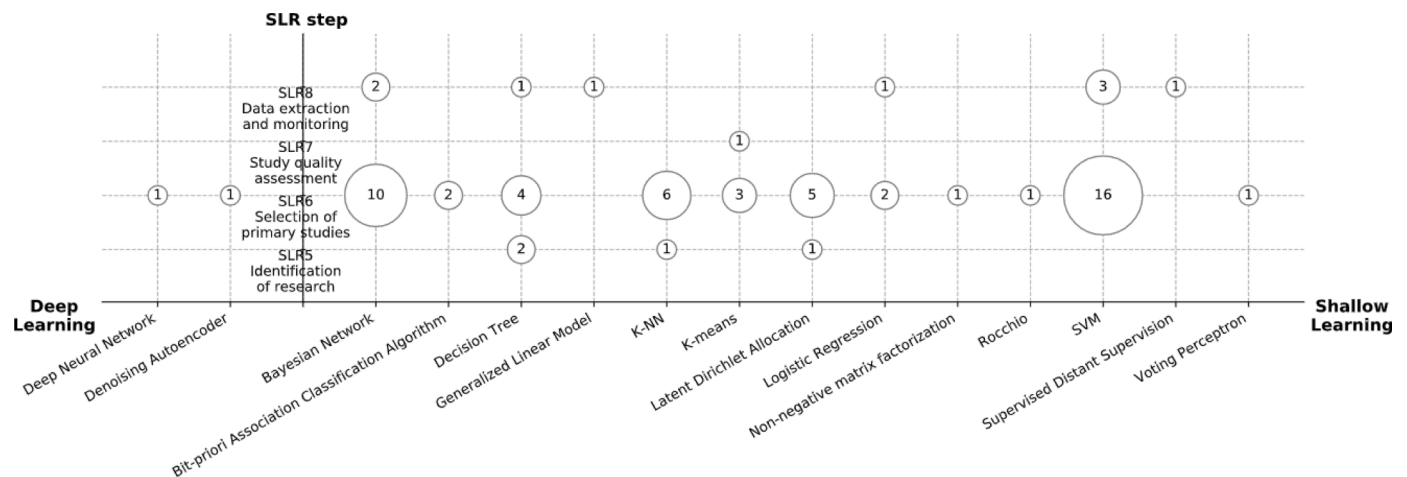 SLR step
2 1 1 1 3 1
SLR8
Data extraction
and monitoring
1
SLR7
Study quality
assessment
1 1 10 2 4 6 3 5 2 1 1 16 1
SLR6
Selection of
primary studies
2 1 1
SLR5
Identification
of research
Deep
Learning
Shallow
Learning
Deep Neural Network
Denoising Autoencoder
Bayesian Network
Bit-priori Association Classification Algorithm
Decision Tree
Generalized Linear Model
K-NN
K-means
Latent Dirichlet Allocation
Logistic Regression
Non-negative matrix factorization
Rocchio
SVM
Supervised Distant Supervision
Voting Perceptron